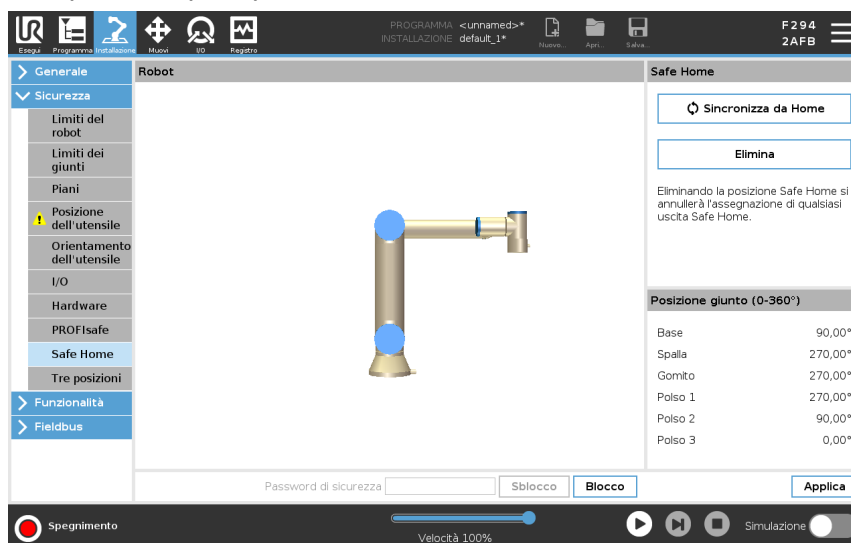 PROGRAMMA <unnamed>*
INSTALLAZIONE default_1*
UR
Esegui
Programma
Installazione
Muovi
I/O
Registro
Nuovo...
Apri...
Salva...
F294
2AFB
Generale
Sicurezza
Limiti del
robot
Limiti dei
giunti
Piani
Posizione
dell'utensile
Orientamento
dell'utensile
I/O
Hardware
PROFIsafe
Safe Home
Tre posizioni
Funzionalità
Fieldbus
Robot
Safe Home
Sincronizza da Home
Elimina
Eliminando la posizione Safe Home si
annullerà l'assegnazione di qualsiasi
uscita Safe Home.
Posizione giunto (0-360°)
Base 90,00°
Spalla 270,00°
Gomito 270,00°
Polso 1 270,00°
Polso 2 90,00°
Polso 3 0,00°
Password di sicurezza
Sblocco
Blocco
Applica
Spegnimento
Velocità 100%
Simulazione